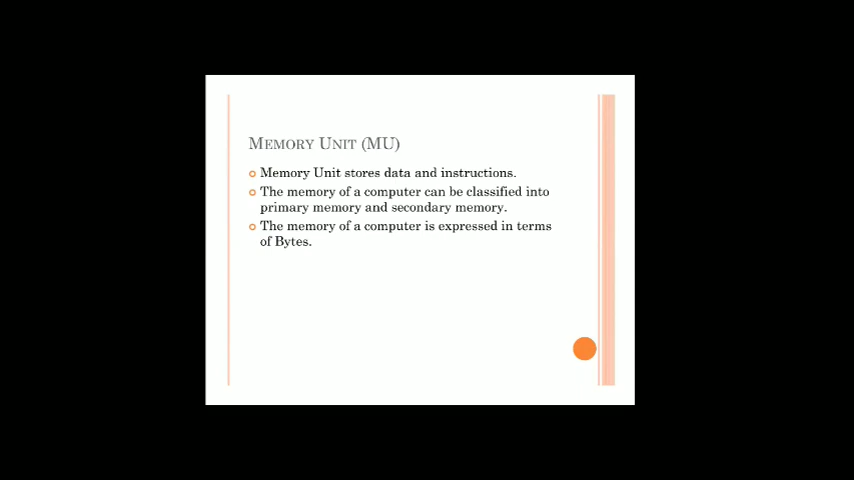 MEMORY UNIT (MU)
Memory Unit stores data and instructions.
The memory of a computer can be classified into
primary memory and secondary memory.
The memory of a computer is expressed in terms
of Bytes.